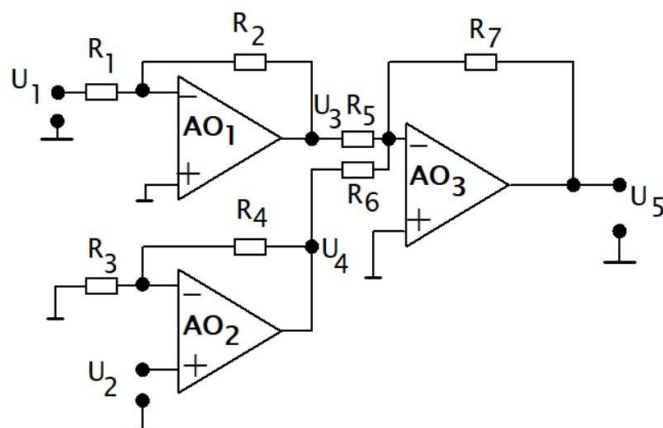 R1
R2
U1
AO1
−
+
U3
R5
R6
R7
AO3
−
+
U5
R3
R4
U4
AO2
−
+
U2